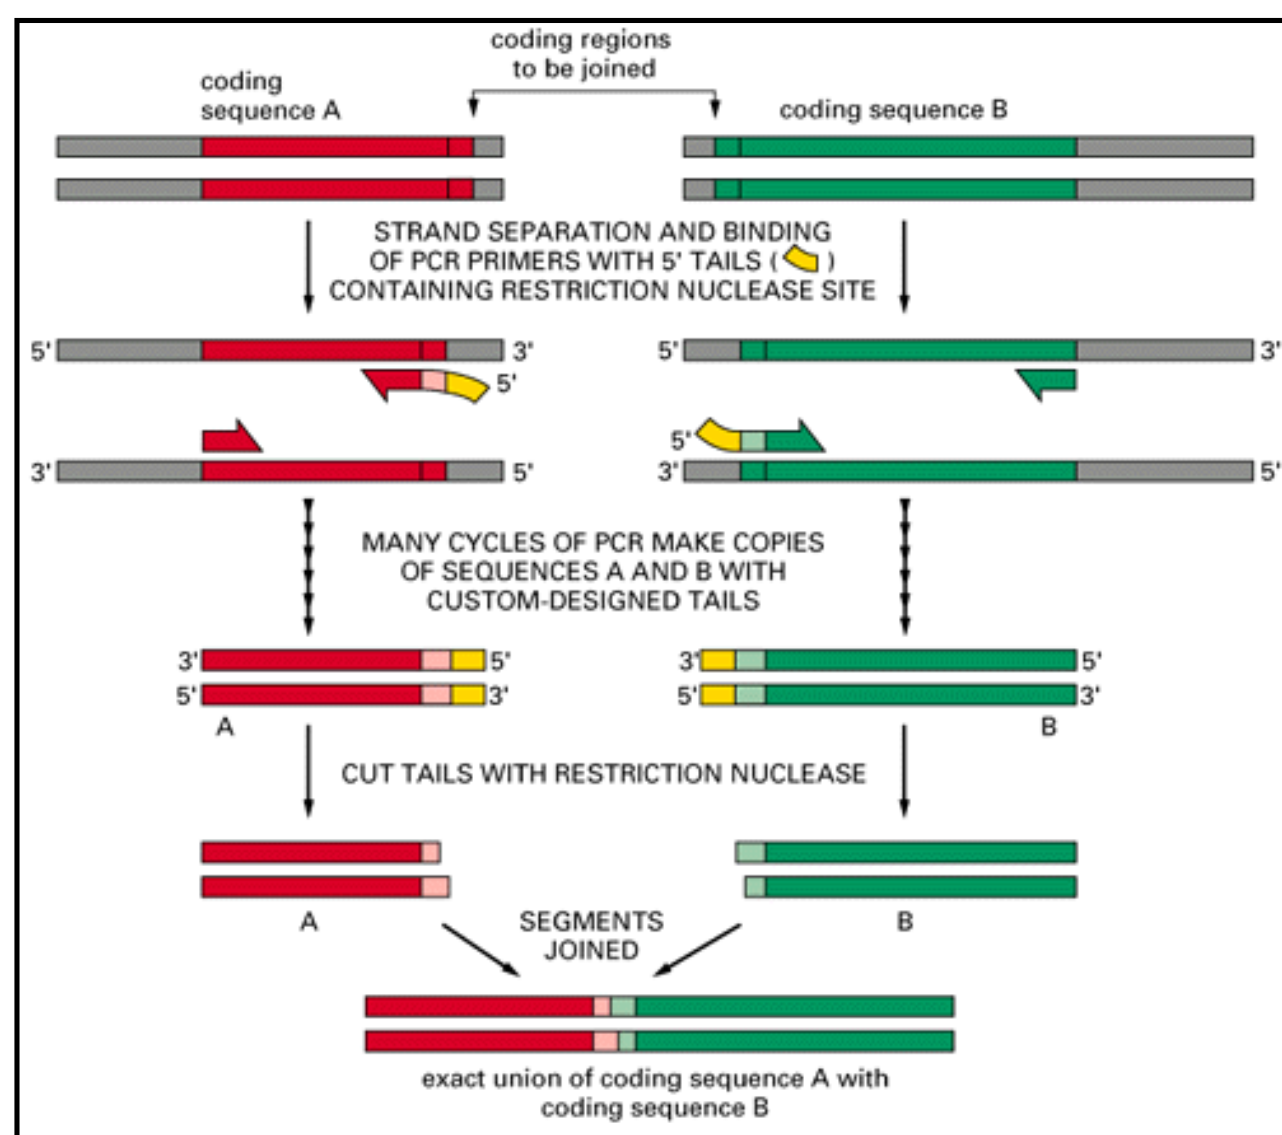 coding regions
to be joined
coding
sequence A
coding sequence B
STRAND SEPARATION AND BINDING
OF PCR PRIMERS WITH 5' TAILS ( )
CONTAINING RESTRICTION NUCLEASE SITE
5' 3' 5' 3'
5'
5'
3' 5' 3' 5'
MANY CYCLES OF PCR MAKE COPIES
OF SEQUENCES A AND B WITH
CUSTOM-DESIGNED TAILS
3' 5' 3' 5'
5' 3' 5' 3'
A B
CUT TAILS WITH RESTRICTION NUCLEASE
A B
SEGMENTS
JOINED
exact union of coding sequence A with
coding sequence B